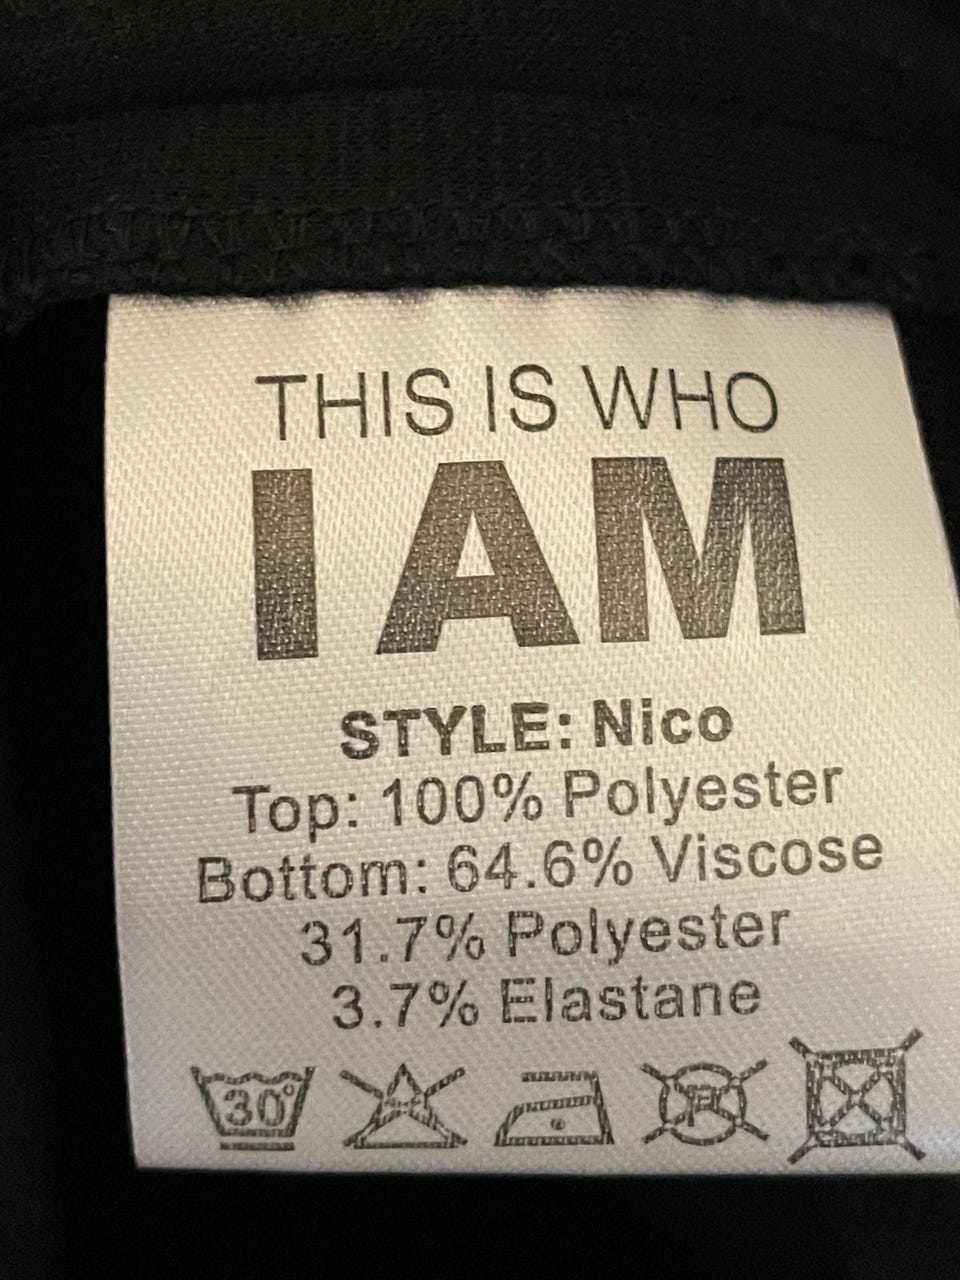 THIS IS WHO
I AM
STYLE: Nico
Top: 100% Polyester
Bottom: 64.6% Viscose
31.7% Polyester
3.7% Elastane
30°